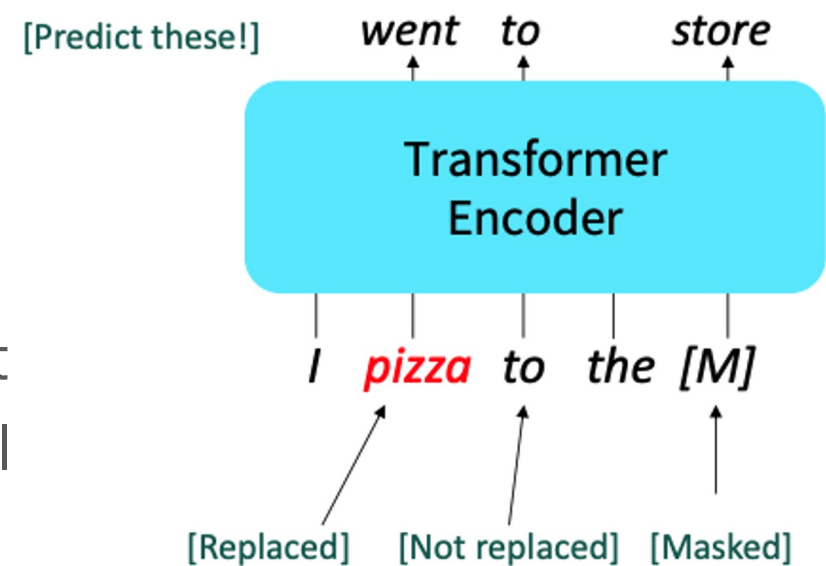 [Predict these!] went to store
Transformer
Encoder
I pizza to the [M]
[Replaced] [Not replaced] [Masked]